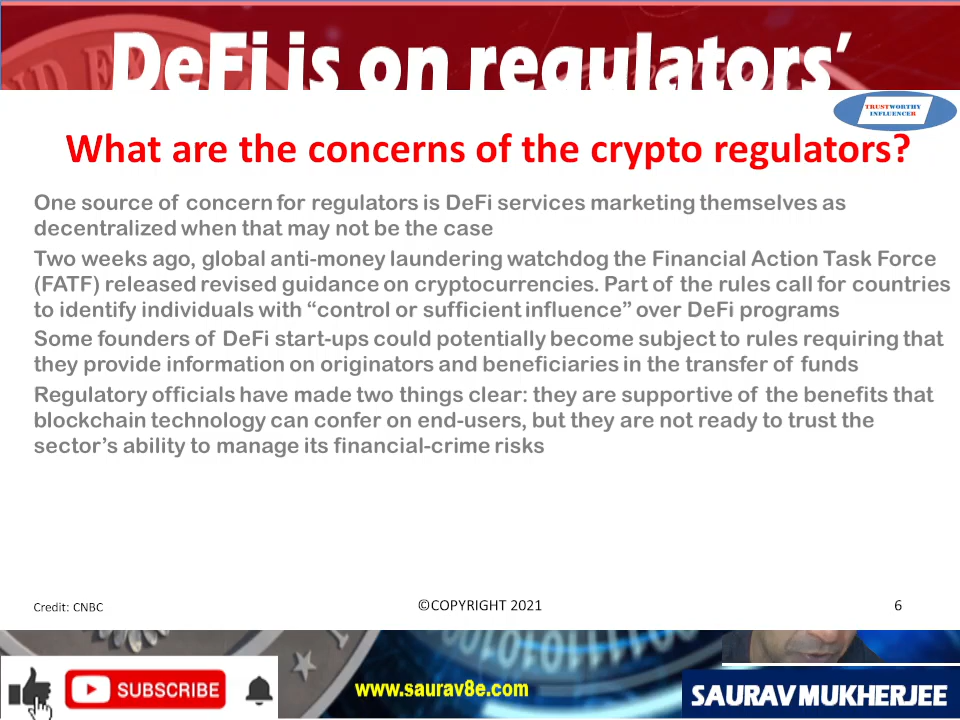 DeFi is on regulators’
TRUSTWORTHY
INFLUENCER
What are the concerns of the crypto regulators?
One source of concern for regulators is DeFi services marketing themselves as
decentralized when that may not be the case
Two weeks ago, global anti-money laundering watchdog the Financial Action Task Force
(FATF) released revised guidance on cryptocurrencies. Part of the rules call for countries
to identify individuals with “control or sufficient influence” over DeFi programs
Some founders of DeFi start-ups could potentially become subject to rules requiring that
they provide information on originators and beneficiaries in the transfer of funds
Regulatory officials have made two things clear: they are supportive of the benefits that
blockchain technology can confer on end-users, but they are not ready to trust the
sector’s ability to manage its financial-crime risks
Credit: CNBC
©COPYRIGHT 2021
6
SUBSCRIBE
www.saurav8e.com
SAURAV MUKHERJEE